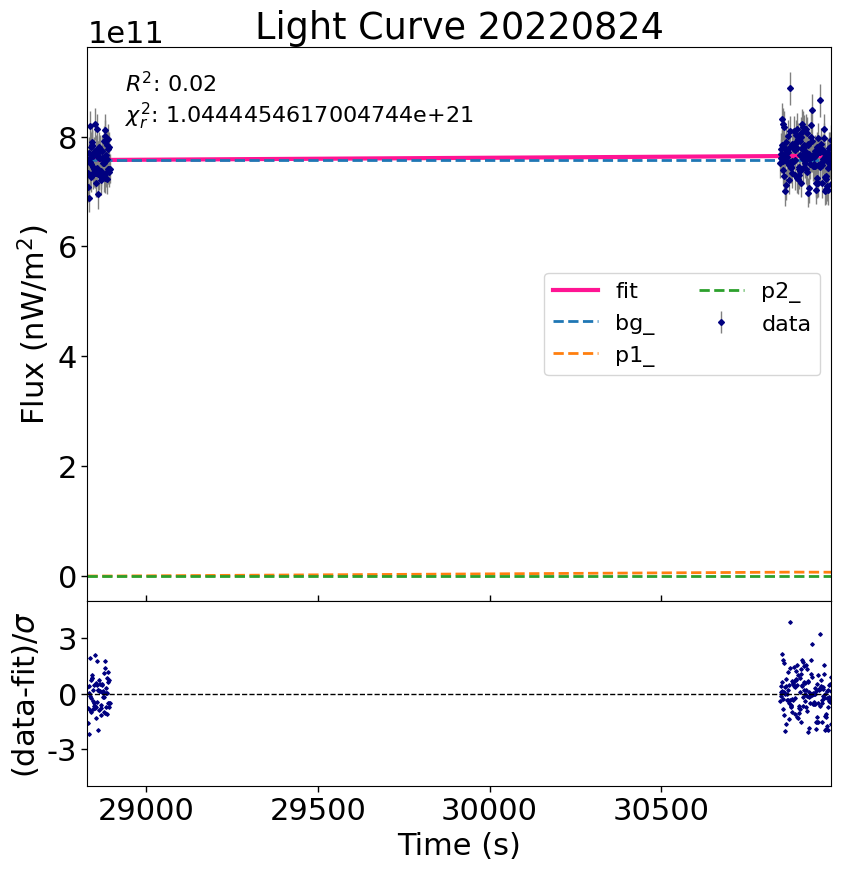 Light Curve 20220824
1e11
R²: 0.02
χ²ᵣ: 1.0444454617004744e+21
8
6
4
2
0
Flux (nW/m²)
fit
bg_
p1_
p2_
data
3
0
-3
(data-fit)/σ
29000 29500 30000 30500
Time (s)